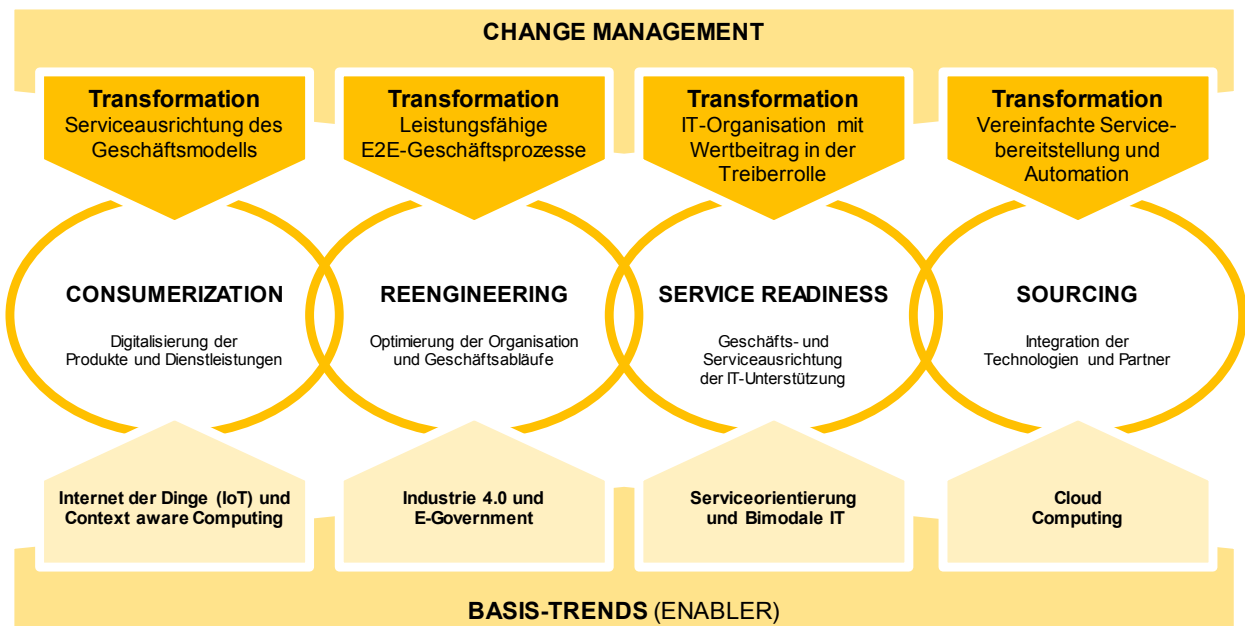 CHANGE MANAGEMENT
Transformation
Serviceausrichtung des
Geschäftsmodells
Transformation
Leistungsfähige
E2E-Geschäftsprozesse
Transformation
IT-Organisation mit
Wertbeitrag in der
Treiberrolle
Transformation
Vereinfachte Service-
bereitstellung und
Automation
CONSUMERIZATION
Digitalisierung der
Produkte und Dienstleistungen
REENGINEERING
Optimierung der Organisation
und Geschäftsabläufe
SERVICE READINESS
Geschäfts- und
Serviceausrichtung
der IT-Unterstützung
SOURCING
Integration der
Technologien und Partner
Internet der Dinge (IoT) und
Context aware Computing
Industrie 4.0 und
E-Government
Serviceorientierung
und Bimodale IT
Cloud
Computing
BASIS-TRENDS (ENABLER)